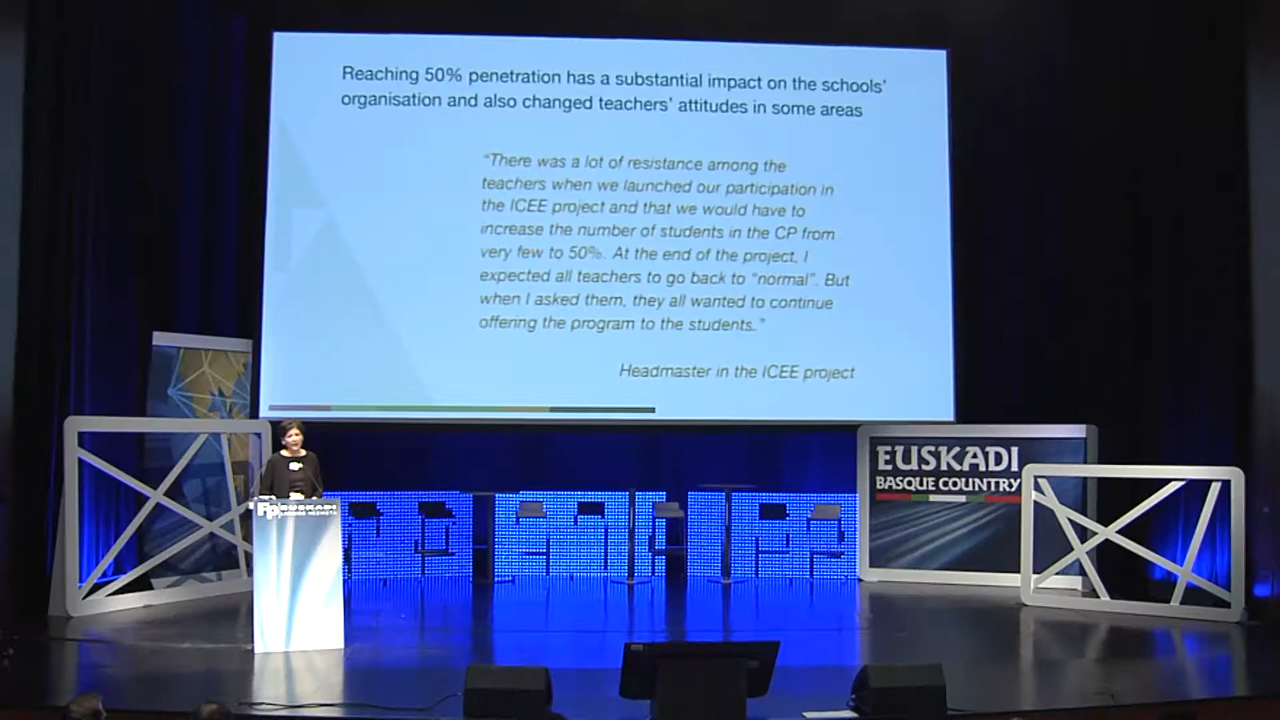 Reaching 50% penetration has a substantial impact on the schools'
organisation and also changed teachers' attitudes in some areas
"There was a lot of resistance among the
teachers when we launched our participation in
the ICEE project and that we would have to
increase the number of students in the CP from
very few to 50%. At the end of the project, I
expected all teachers to go back to "normal". But
when I asked them, they all wanted to continue
offering the program to the students."
Headmaster in the ICEE project
EUSKADI
BASQUE COUNTRY
Fp EUSKADI